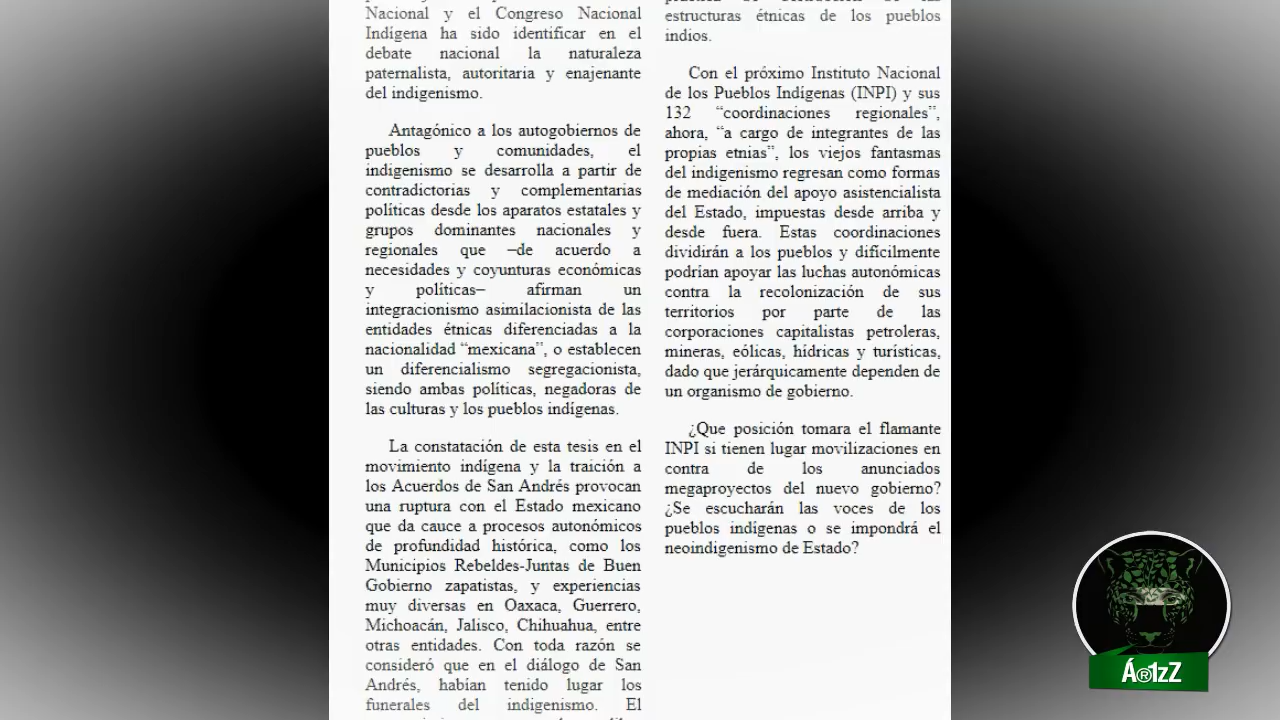 Nacional y el Congreso Nacional
Indígena ha sido identificar en el
debate nacional la naturaleza
paternalista, autoritaria y enajenante
del indigenismo.
Antagónico a los autogobiernos de
pueblos y comunidades, el
indigenismo se desarrolla a partir de
contradictorias y complementarias
políticas desde los aparatos estatales y
grupos dominantes nacionales y
regionales que –de acuerdo a
necesidades y coyunturas económicas
y políticas– afirman un
integracionismo asimilacionista de las
entidades étnicas diferenciadas a la
nacionalidad “mexicana”, o establecen
un diferencialismo segregacionista,
siendo ambas políticas, negadoras de
las culturas y los pueblos indígenas.
La constatación de esta tesis en el
movimiento indígena y la traición a
los Acuerdos de San Andrés provocan
una ruptura con el Estado mexicano
que da cauce a procesos autonómicos
de profundidad histórica, como los
Municipios Rebeldes-Juntas de Buen
Gobierno zapatistas, y experiencias
muy diversas en Oaxaca, Guerrero,
Michoacán, Jalisco, Chihuahua, entre
otras entidades. Con toda razón se
consideró que en el diálogo de San
Andrés, habían tenido lugar los
funerales del indigenismo. El
estructuras étnicas de los pueblos
indios.
Con el próximo Instituto Nacional
de los Pueblos Indígenas (INPI) y sus
132 “coordinaciones regionales”,
ahora, “a cargo de integrantes de las
propias etnias”, los viejos fantasmas
del indigenismo regresan como formas
de mediación del apoyo asistencialista
del Estado, impuestas desde arriba y
desde fuera. Estas coordinaciones
dividirán a los pueblos y difícilmente
podrían apoyar las luchas autonómicas
contra la recolonización de sus
territorios por parte de las
corporaciones capitalistas petroleras,
mineras, eólicas, hídricas y turísticas,
dado que jerárquicamente dependen de
un organismo de gobierno.
¿Que posición tomara el flamante
INPI si tienen lugar movilizaciones en
contra de los anunciados
megaproyectos del nuevo gobierno?
¿Se escucharán las voces de los
pueblos indígenas o se impondrá el
neoindigenismo de Estado?
Á®1zZ